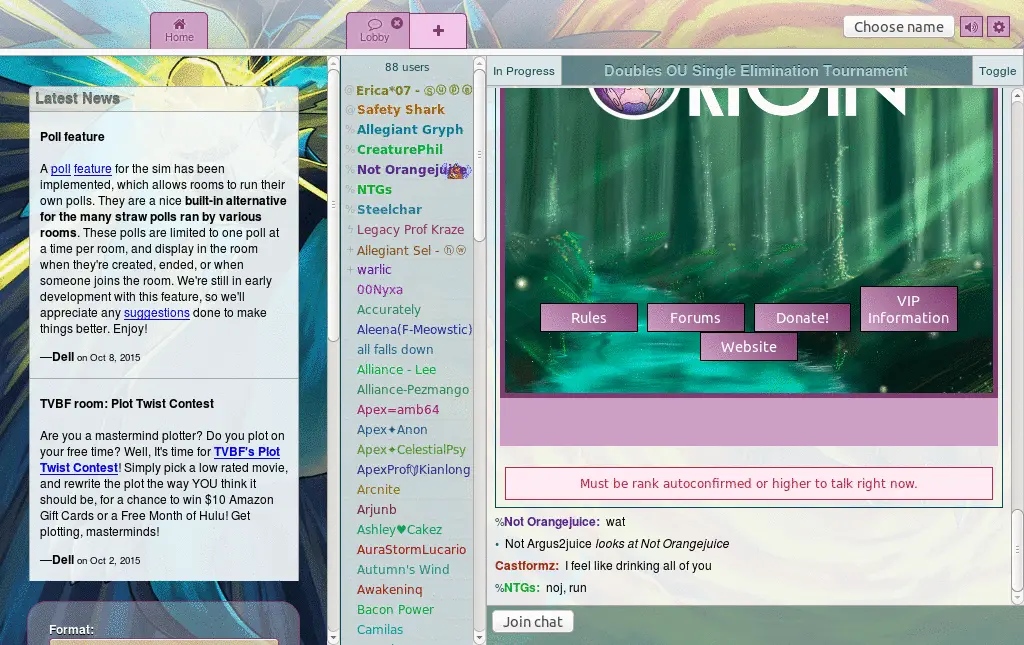 Home
Lobby
+
Choose name
Latest News
Poll feature
A poll feature for the sim has been
implemented, which allows rooms to run their
own polls. They are a nice built-in alternative
for the many straw polls ran by various
rooms. These polls are limited to one poll at
a time per room, and display in the room
when they're created, ended, or when
someone joins the room. We're still in early
development with this feature, so we'll
appreciate any suggestions done to make
things better. Enjoy!
—Dell on Oct 8, 2015
TVBF room: Plot Twist Contest
Are you a mastermind plotter? Do you plot on
your free time? Well, It's time for TVBF's Plot
Twist Contest! Simply pick a low rated movie,
and rewrite the plot the way YOU think it
should be, for a chance to win $10 Amazon
Gift Cards or a Free Month of Hulu! Get
plotting, masterminds!
—Dell on Oct 2, 2015
Format:
88 users
@Erica*07 - ⓢⓤⓟⓔ
@Safety Shark
%Allegiant Gryph
%CreaturePhil
%Not Orangejuice
%NTGs
%Steelchar
Legacy Prof Kraze
+Allegiant Sel - ⓗⓦ
+warlic
00Nyxa
Accurately
Aleena(F-Meowstic)
all falls down
Alliance - Lee
Alliance-Pezmango
Apex=amb64
Apex✦Anon
Apex✦CelestialPsy
Arcnite
Arjunb
Ashley♥Cakez
AuraStormLucario
Autumn's Wind
Awakeninq
Bacon Power
Camilas
In Progress
Doubles OU Single Elimination Tournament
Toggle
Rules
Forums
Donate!
VIP
Information
Website
Must be rank autoconfirmed or higher to talk right now.
%Not Orangejuice: wat
• Not Argus2juice looks at Not Orangejuice
Castformz: I feel like drinking all of you
%NTGs: noj, run
Join chat